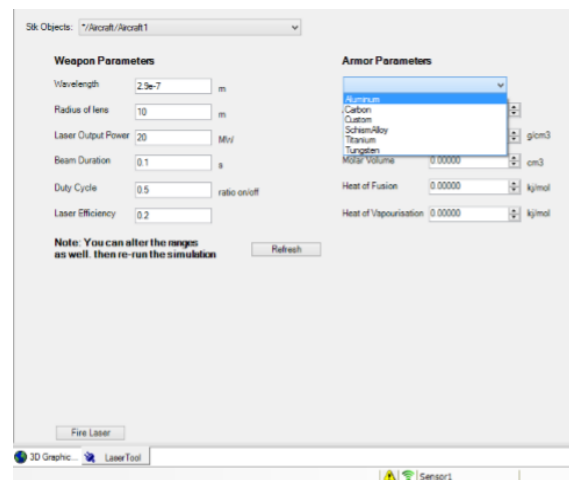 Stk Objects: */Aircraft/Aircraft1
Weapon Parameters
Wavelength 2.9e-7 m
Radius of lens 10 m
Laser Output Power 20 MW
Beam Duration 0.1 s
Duty Cycle 0.5 ratio on/off
Laser Efficiency 0.2
Note: You can alter the ranges
as well. then re-run the simulation
Refresh
Armor Parameters
Aluminum
Carbon
Custom
SchismAlloy
Titanium
Tungsten
g/cm3
Molar Volume 0.00000 cm3
Heat of Fusion 0.00000 kj/mol
Heat of Vapourisation 0.00000 kj/mol
Fire Laser
3D Graphic... LaserTool
Sensor1